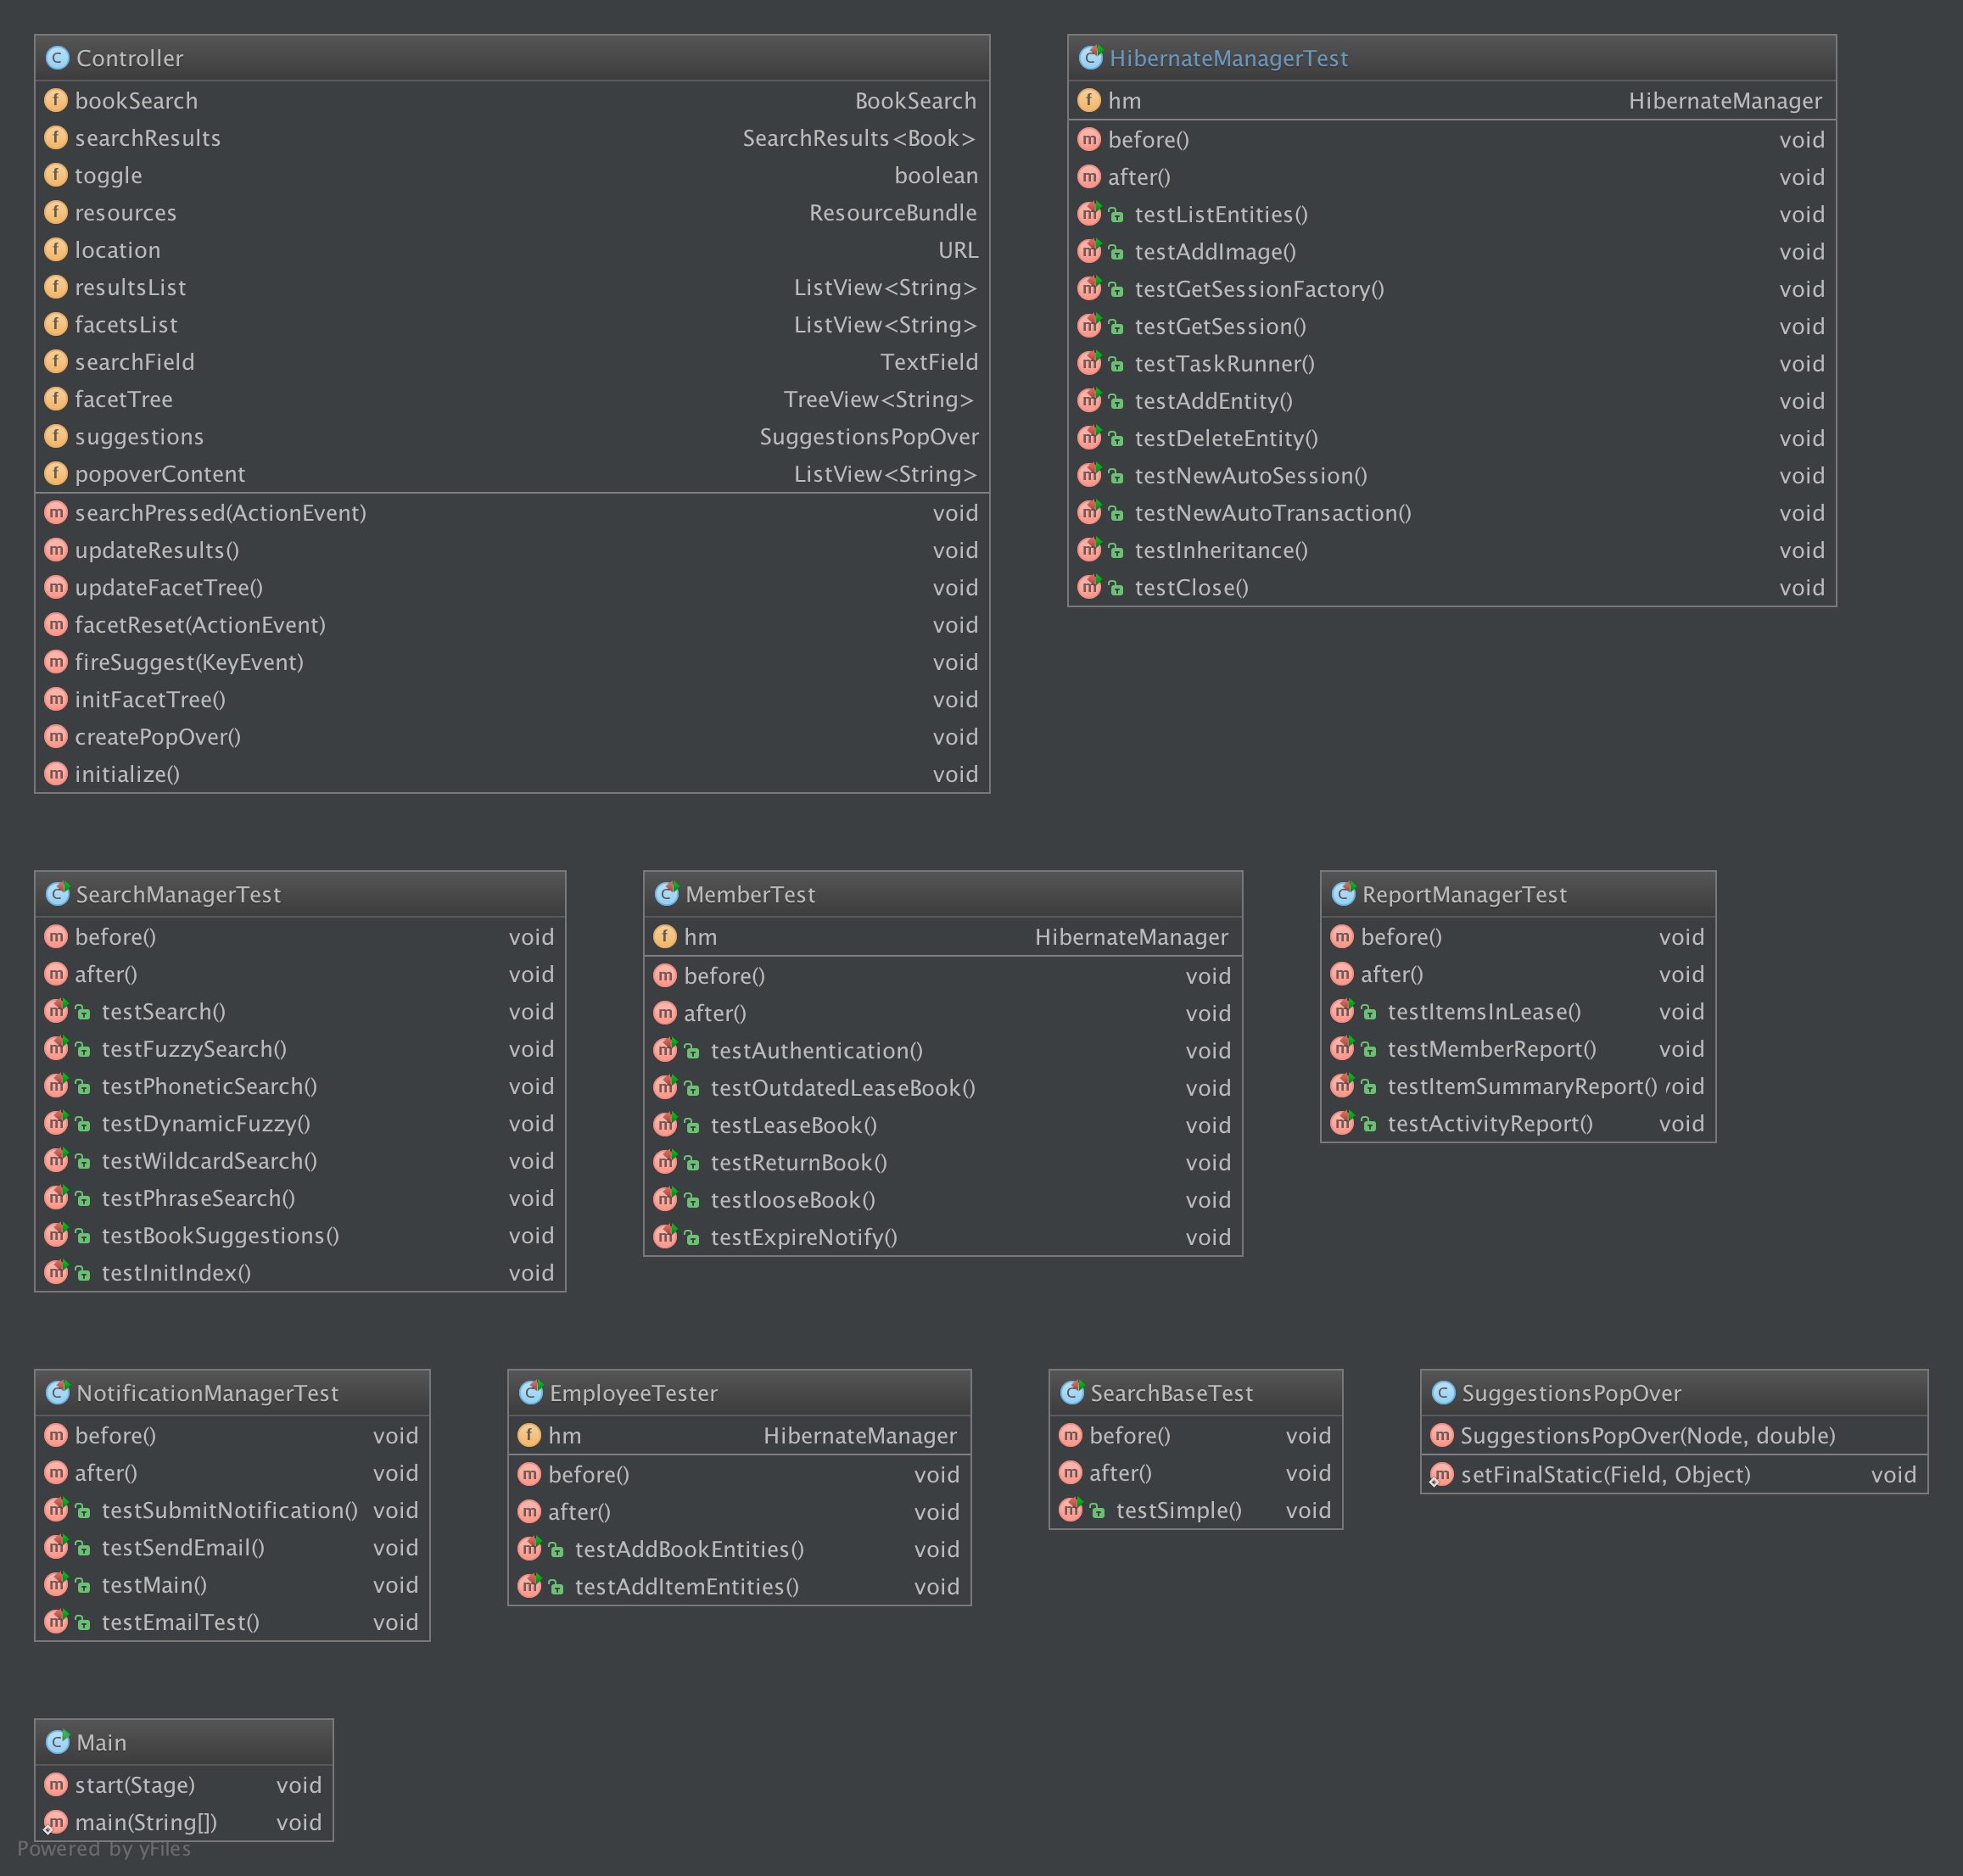 Controller
bookSearch BookSearch
searchResults SearchResults<Book>
toggle boolean
resources ResourceBundle
location URL
resultsList ListView<String>
facetsList ListView<String>
searchField TextField
facetTree TreeView<String>
suggestions SuggestionsPopOver
popoverContent ListView<String>
searchPressed(ActionEvent) void
updateResults() void
updateFacetTree() void
facetReset(ActionEvent) void
fireSuggest(KeyEvent) void
initFacetTree() void
createPopOver() void
initialize() void
HibernateManagerTest
hm HibernateManager
before() void
after() void
testListEntities() void
testAddImage() void
testGetSessionFactory() void
testGetSession() void
testTaskRunner() void
testAddEntity() void
testDeleteEntity() void
testNewAutoSession() void
testNewAutoTransaction() void
testInheritance() void
testClose() void
SearchManagerTest
before() void
after() void
testSearch() void
testFuzzySearch() void
testPhoneticSearch() void
testDynamicFuzzy() void
testWildcardSearch() void
testPhraseSearch() void
testBookSuggestions() void
testInitIndex() void
MemberTest
hm HibernateManager
before() void
after() void
testAuthentication() void
testOutdatedLeaseBook() void
testLeaseBook() void
testReturnBook() void
testlooseBook() void
testExpireNotify() void
ReportManagerTest
before() void
after() void
testItemsInLease() void
testMemberReport() void
testItemSummaryReport() void
testActivityReport() void
NotificationManagerTest
before() void
after() void
testSubmitNotification() void
testSendEmail() void
testMain() void
testEmailTest() void
EmployeeTester
hm HibernateManager
before() void
after() void
testAddBookEntities() void
testAddItemEntities() void
SearchBaseTest
before() void
after() void
testSimple() void
SuggestionsPopOver
SuggestionsPopOver(Node, double)
setFinalStatic(Field, Object) void
Main
start(Stage) void
main(String[]) void
Powered by yFiles